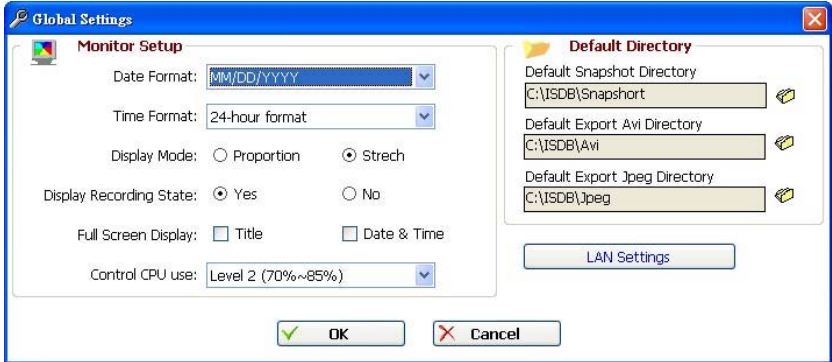 Global Settings
Monitor Setup
Date Format: MM/DD/YYYY
Time Format: 24-hour format
Display Mode: Proportion Strech
Display Recording State: Yes No
Full Screen Display: Title Date & Time
Control CPU use: Level 2 (70%~85%)
Default Directory
Default Snapshot Directory
C:\ISDB\Snapshort
Default Export Avi Directory
C:\ISDB\Avi
Default Export Jpeg Directory
C:\ISDB\Jpeg
LAN Settings
OK Cancel